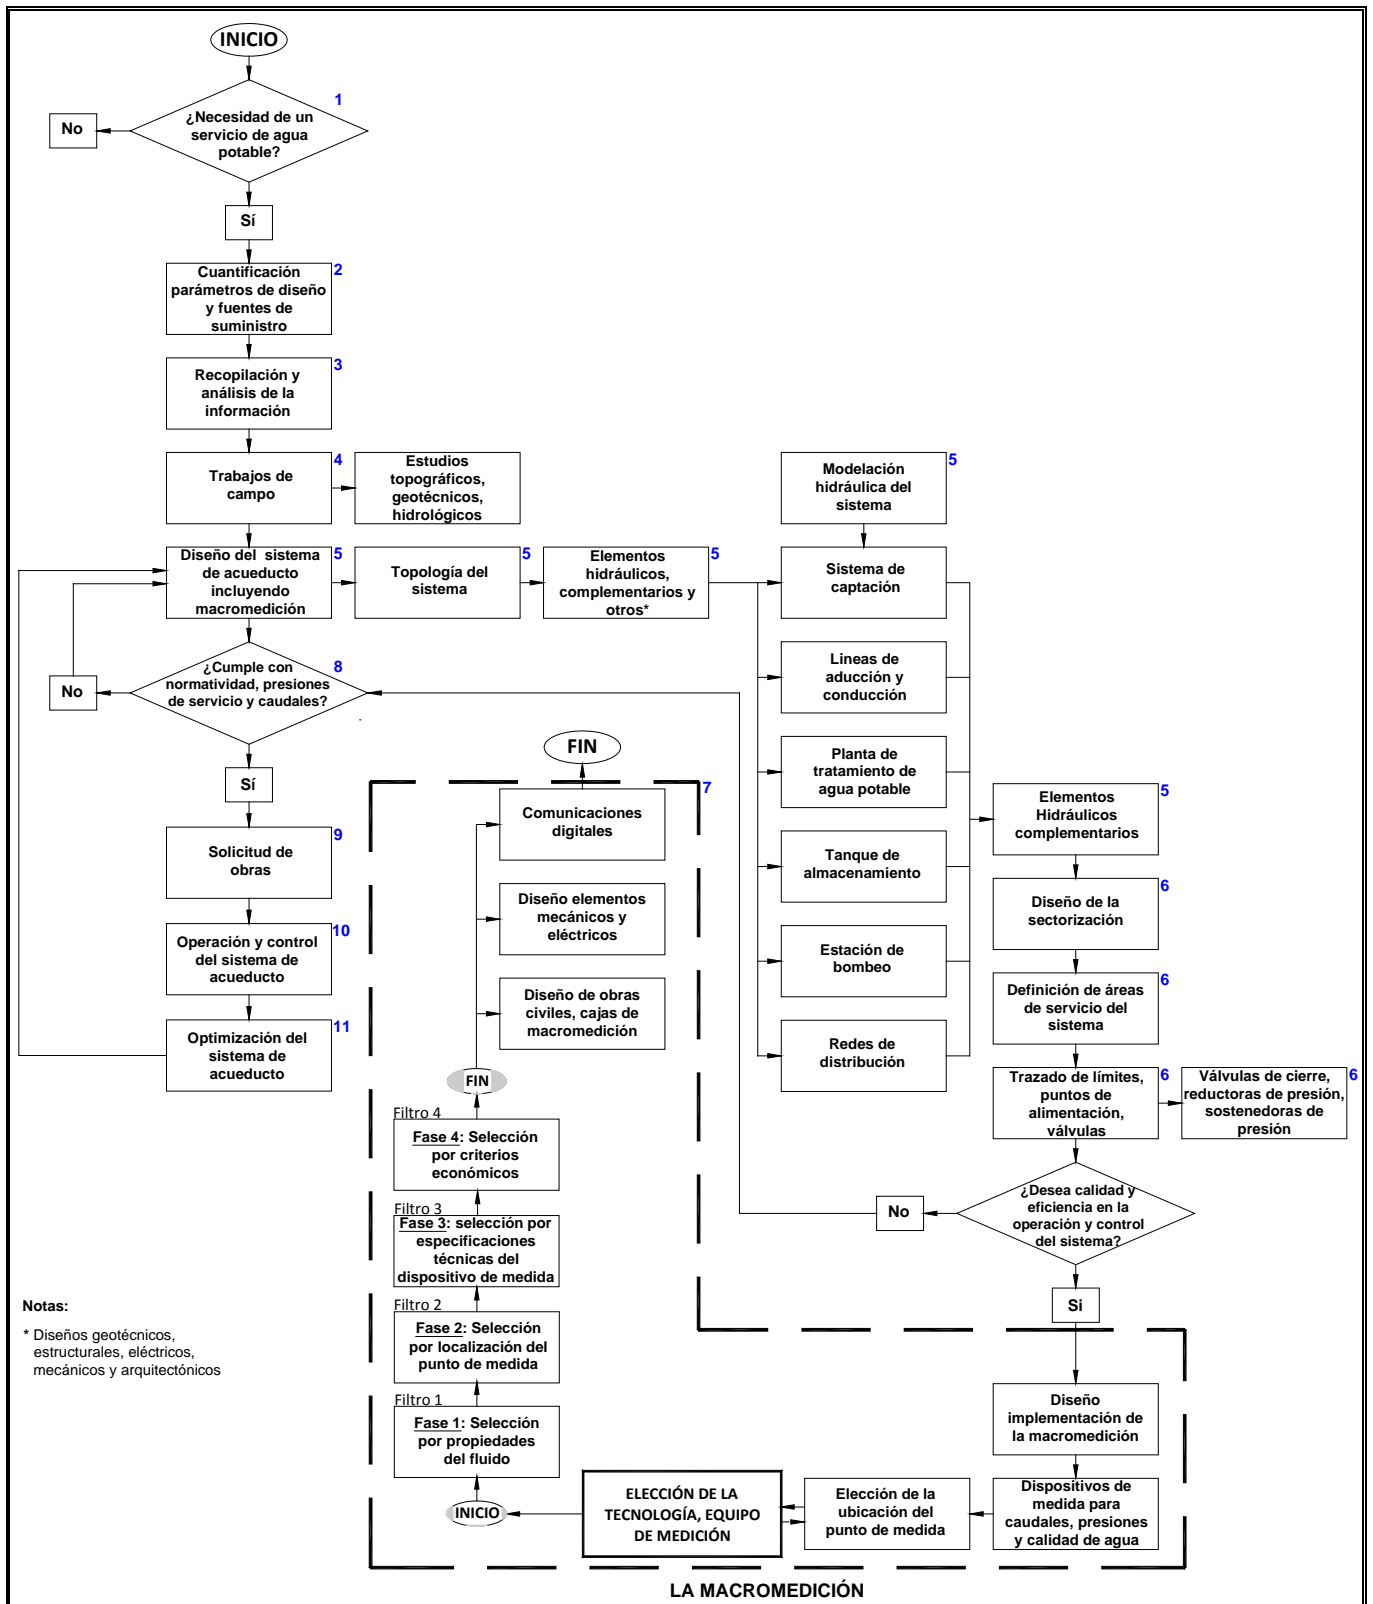 INICIO
1
¿Necesidad de un
servicio de agua
potable?
No
Sí
2
Cuantificación
parámetros de diseño
y fuentes de
suministro
3
Recopilación y
análisis de la
información
4
Trabajos de
campo
Estudios
topográficos,
geotécnicos,
hidrológicos
5
Diseño del sistema
de acueducto
incluyendo
macromedición
5
Topología del
sistema
5
Elementos
hidráulicos,
complementarios y
otros*
5
Modelación
hidráulica del
sistema
Sistema de
captación
Lineas de
aducción y
conducción
Planta de
tratamiento de
agua potable
Tanque de
almacenamiento
Estación de
bombeo
Redes de
distribución
8
¿Cumple con
normatividad, presiones
de servicio y caudales?
No
Sí
9
Solicitud de
obras
10
Operación y control
del sistema de
acueducto
11
Optimización del
sistema de
acueducto
5
Elementos
Hidráulicos
complementarios
6
Diseño de la
sectorización
6
Definición de áreas
de servicio del
sistema
6
Trazado de límites,
puntos de
alimentación,
válvulas
6
Válvulas de cierre,
reductoras de presión,
sostenedoras de
presión
¿Desea calidad y
eficiencia en la
operación y control
del sistema?
No
Si
FIN
7
Comunicaciones
digitales
Diseño elementos
mecánicos y
eléctricos
Diseño de obras
civiles, cajas de
macromedición
FIN
Filtro 4
Fase 4: Selección
por criterios
económicos
Filtro 3
Fase 3: selección por
especificaciones
técnicas del
dispositivo de medida
Filtro 2
Fase 2: Selección
por localización del
punto de medida
Filtro 1
Fase 1: Selección
por propiedades
del fluido
INICIO
ELECCIÓN DE LA
TECNOLOGÍA, EQUIPO
DE MEDICIÓN
Elección de la
ubicación del
punto de medida
Diseño
implementación de
la macromedición
Dispositivos de
medida para
caudales, presiones
y calidad de agua
LA MACROMEDICIÓN
Notas:
* Diseños geotécnicos,
estructurales, eléctricos,
mecánicos y arquitectónicos